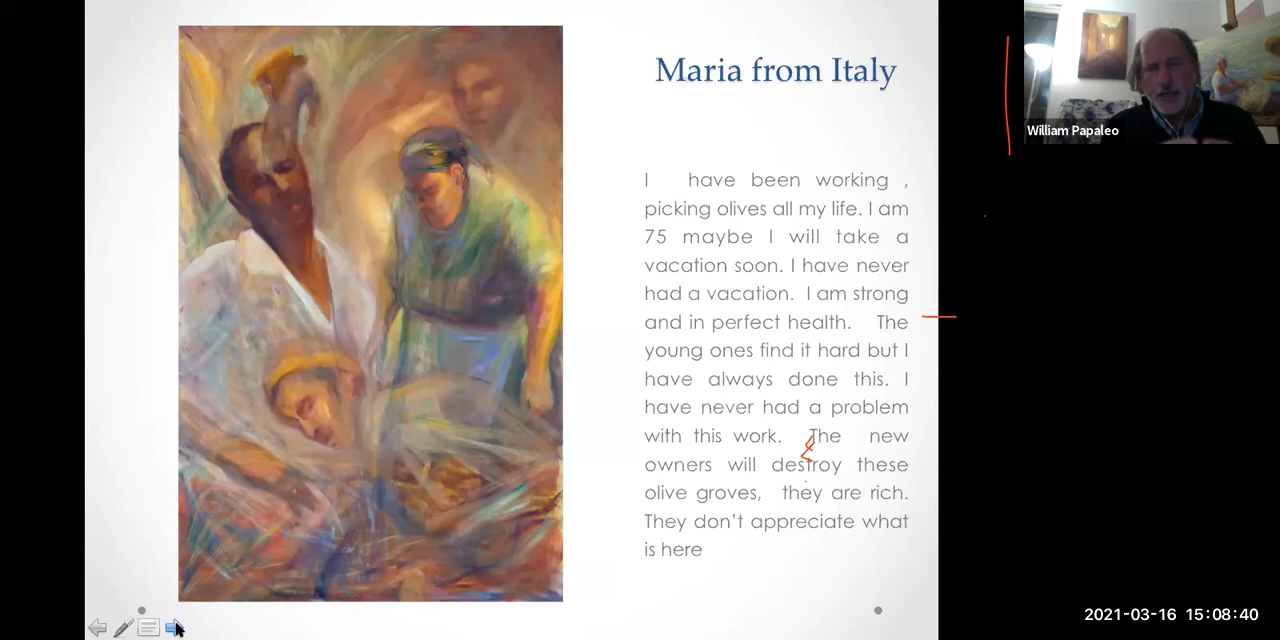 Maria from Italy
I have been working ,
picking olives all my life. I am
75 maybe I will take a
vacation soon. I have never
had a vacation. I am strong
and in perfect health. The
young ones find it hard but I
have always done this. I
have never had a problem
with this work. The new
owners will destroy these
olive groves, they are rich.
They don’t appreciate what
is here
William Papaleo
2021-03-16 15:08:40